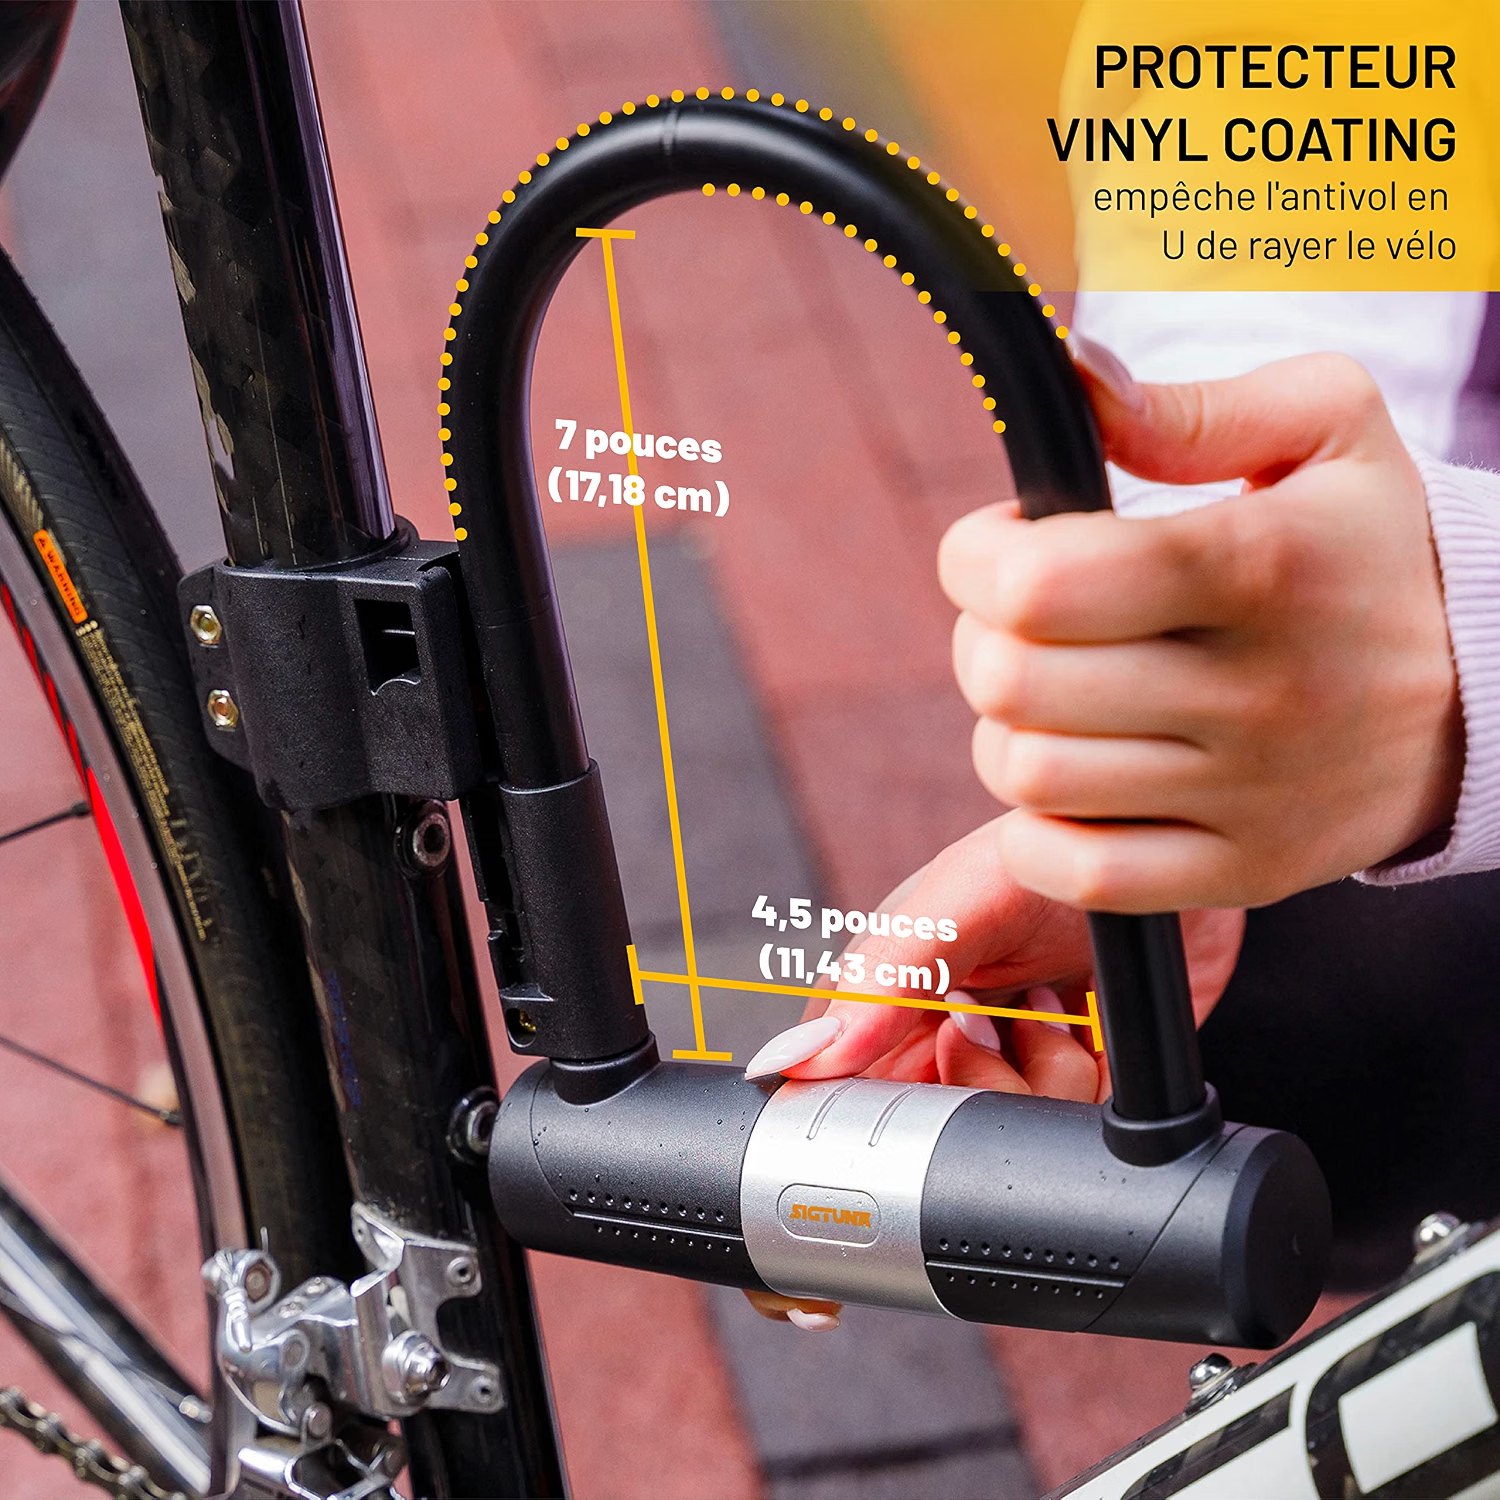 PROTECTEUR
VINYL COATING
empêche l'antivol en
U de rayer le vélo
7 pouces
(17,18 cm)
4,5 pouces
(11,43 cm)
WARNING
SIGTUNA